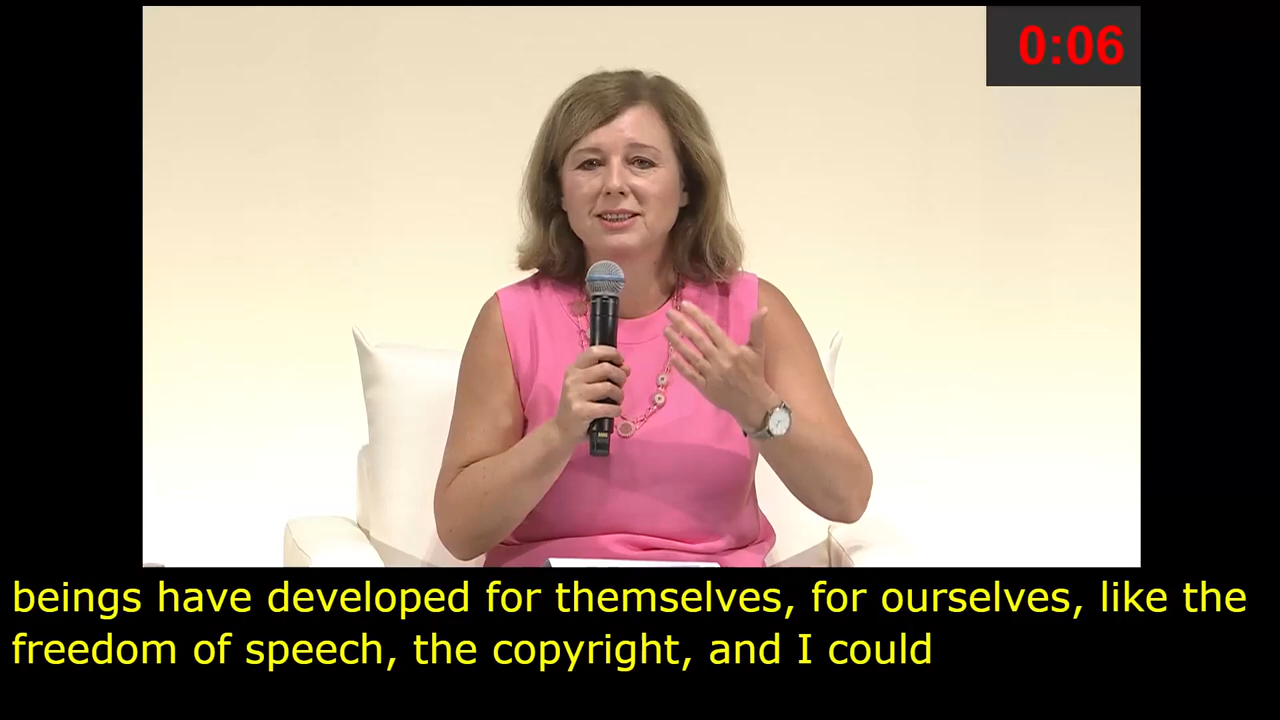 0:06
beings have developed for themselves, for ourselves, like the
freedom of speech, the copyright, and I could